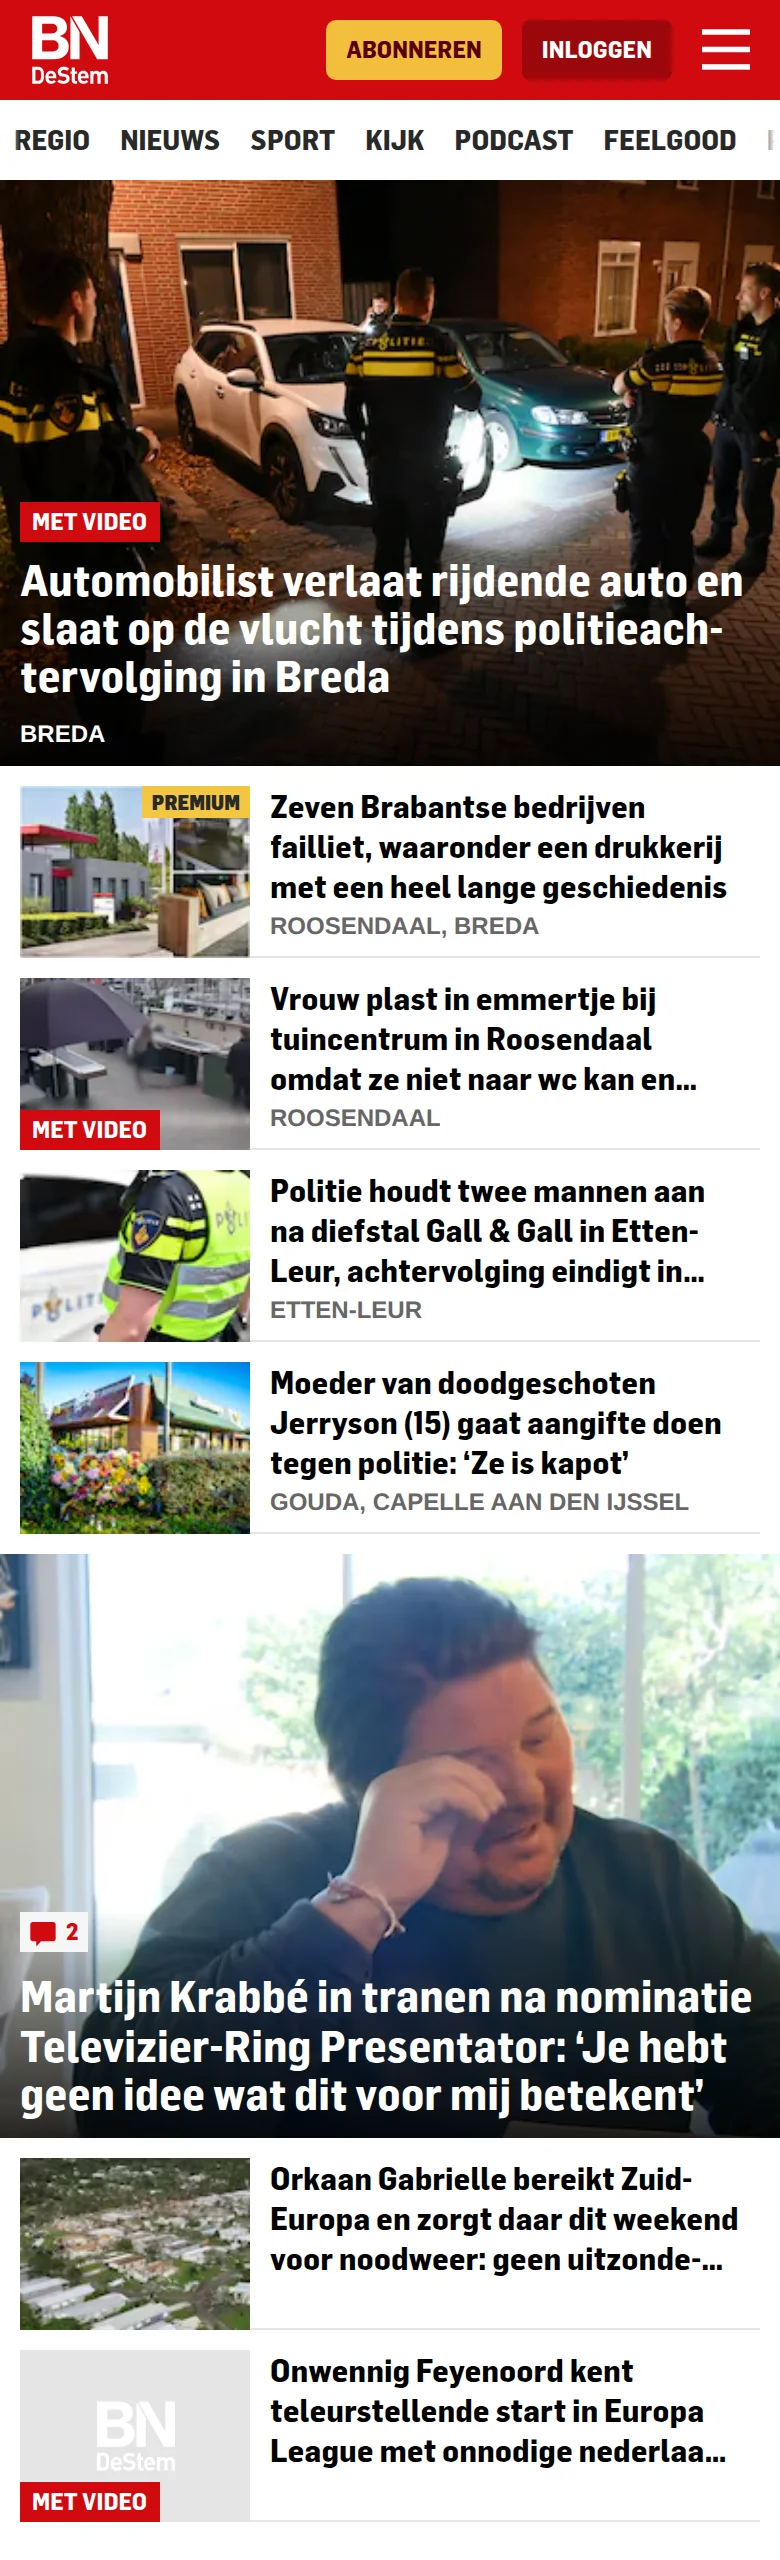 BN
DeStem
ABONNEREN
INLOGGEN
REGIO NIEUWS SPORT KIJK PODCAST FEELGOOD
POLITIE
MET VIDEO
Automobilist verlaat rijdende auto en
slaat op de vlucht tijdens politieach-
tervolging in Breda
BREDA
PREMIUM
Zeven Brabantse bedrijven
failliet, waaronder een drukkerij
met een heel lange geschiedenis
ROOSENDAAL, BREDA
MET VIDEO
Vrouw plast in emmertje bij
tuincentrum in Roosendaal
omdat ze niet naar wc kan en...
ROOSENDAAL
Politie houdt twee mannen aan
na diefstal Gall & Gall in Etten-
Leur, achtervolging eindigt in...
ETTEN-LEUR
Moeder van doodgeschoten
Jerryson (15) gaat aangifte doen
tegen politie: ‘Ze is kapot’
GOUDA, CAPELLE AAN DEN IJSSEL
2
Martijn Krabbé in tranen na nominatie
Televizier-Ring Presentator: ‘Je hebt
geen idee wat dit voor mij betekent’
Orkaan Gabrielle bereikt Zuid-
Europa en zorgt daar dit weekend
voor noodweer: geen uitzonde-...
BN
DeStem
MET VIDEO
Onwennig Feyenoord kent
teleurstellende start in Europa
League met onnodige nederlaa...